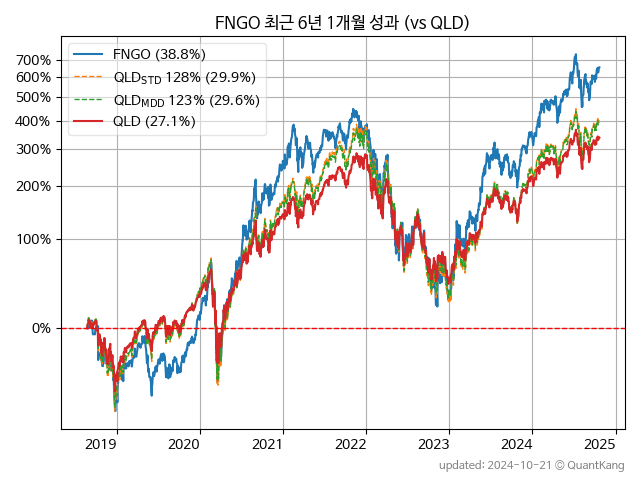 FNGO 최근 6년 1개월 성과 (vs QLD)
FNGO (38.8%)
QLD_STD 128% (29.9%)
QLD_MDD 123% (29.6%)
QLD (27.1%)
700%
600%
500%
400%
300%
200%
100%
0%
2019 2020 2021 2022 2023 2024 2025
updated: 2024-10-21 © QuantKang